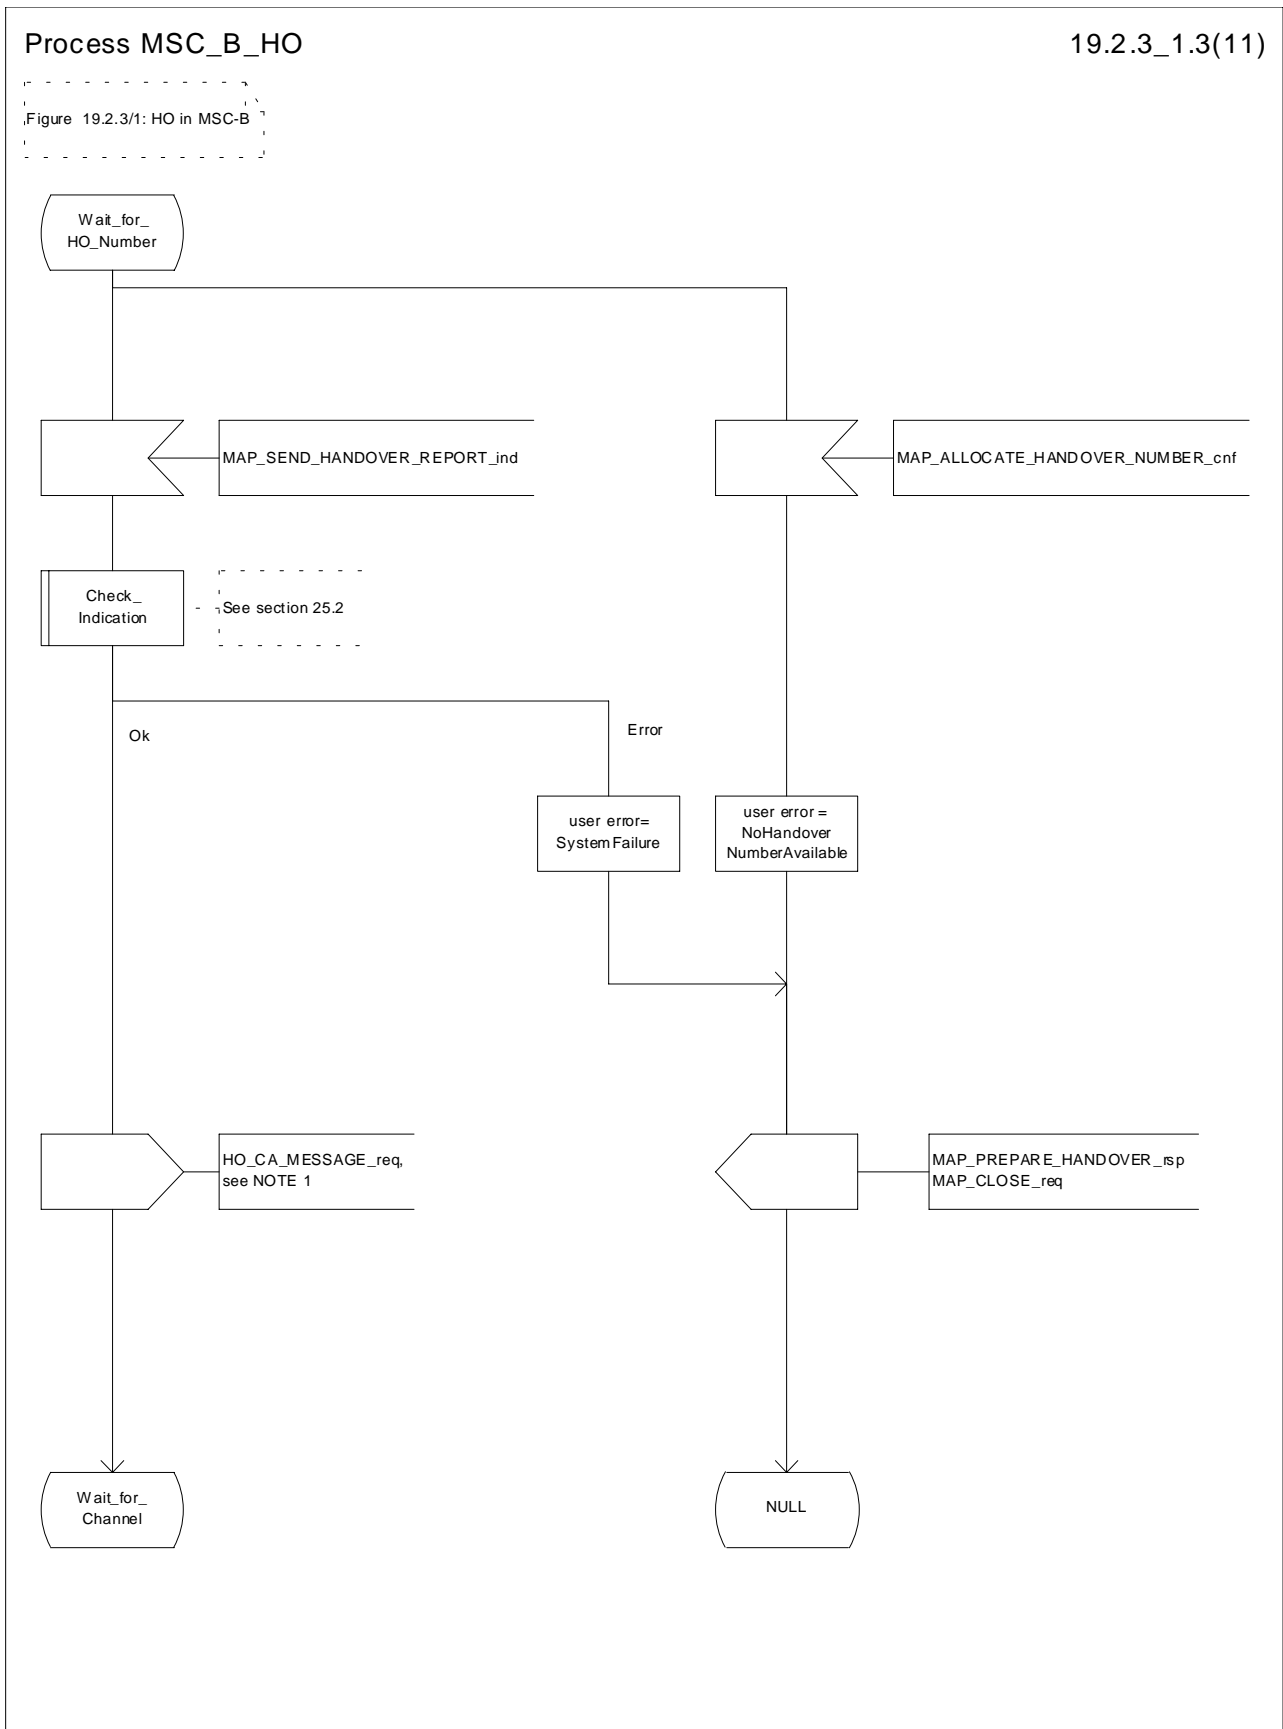 Process MSC_B_HO
19.2.3_1.3(11)
Figure 19.2.3/1: HO in MSC-B
Wait_for_
HO_Number
MAP_SEND_HANDOVER_REPORT_ind
MAP_ALLOCATE_HANDOVER_NUMBER_cnf
Check_
Indication
See section 25.2
Ok
Error
user error=
SystemFailure
user error =
NoHandover
NumberAvailable
HO_CA_MESSAGE_req,
see NOTE 1
MAP_PREPARE_HANDOVER_rsp
MAP_CLOSE_req
Wait_for_
Channel
NULL